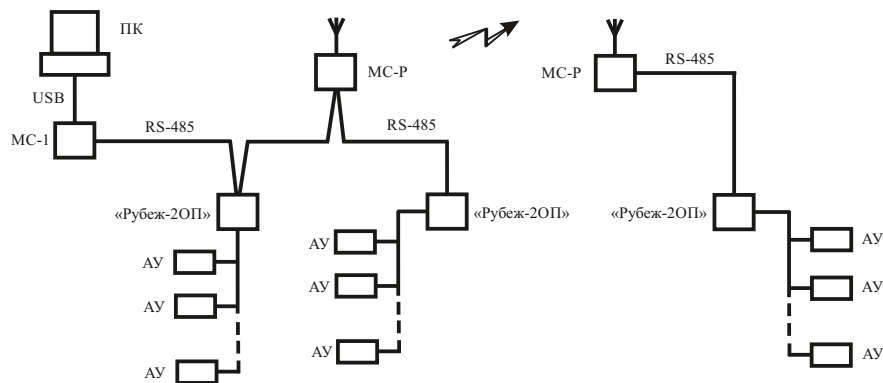 ПК
МС-Р
МС-Р
RS-485
USB
МС-1
RS-485
RS-485
«Рубеж-2ОП»
«Рубеж-2ОП»
«Рубеж-2ОП»
АУ
АУ
АУ
АУ
АУ
АУ
АУ
АУ
АУ